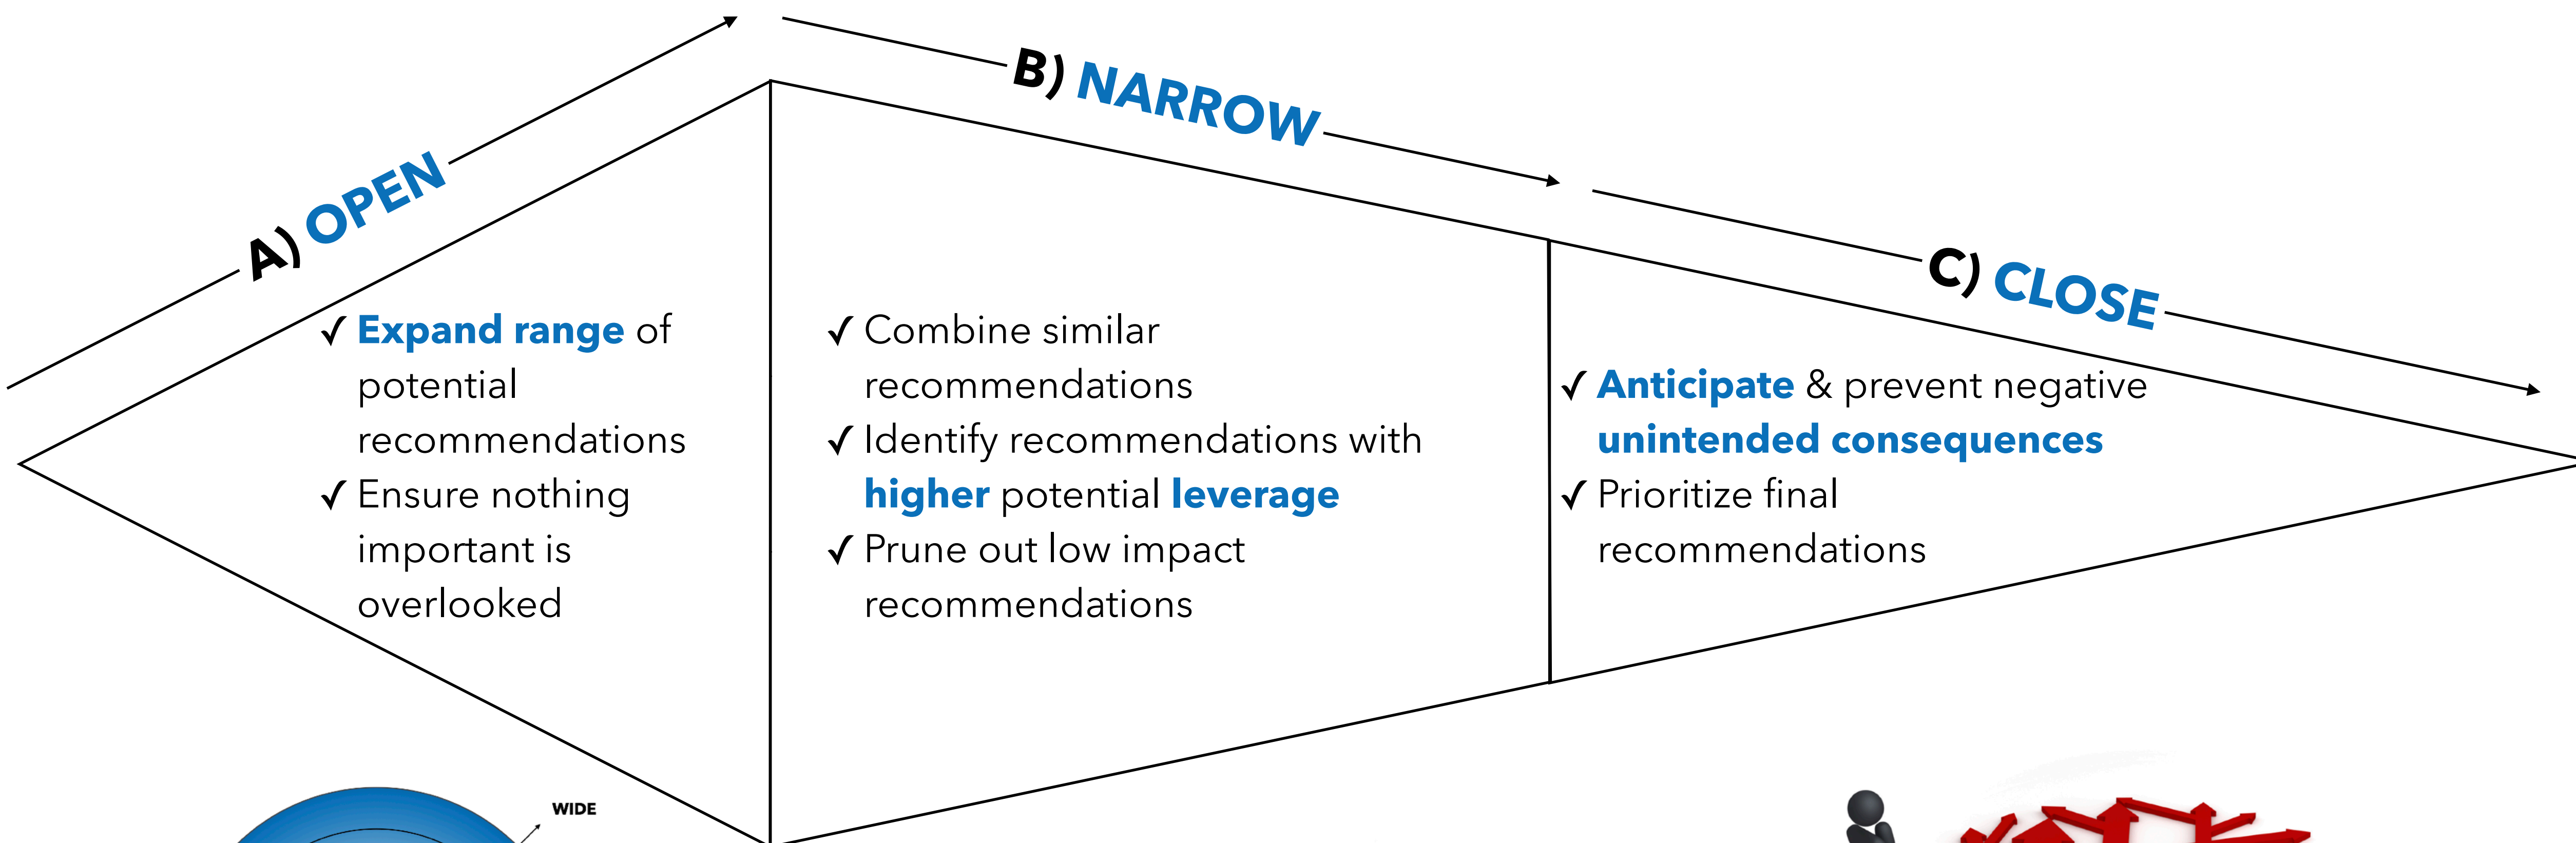 A) OPEN
B) NARROW
C) CLOSE
✓ Expand range of
potential
recommendations
✓ Ensure nothing
important is
overlooked
✓ Combine similar
recommendations
✓ Identify recommendations with
higher potential leverage
✓ Prune out low impact
recommendations
✓ Anticipate & prevent negative
unintended consequences
✓ Prioritize final
recommendations
WIDE